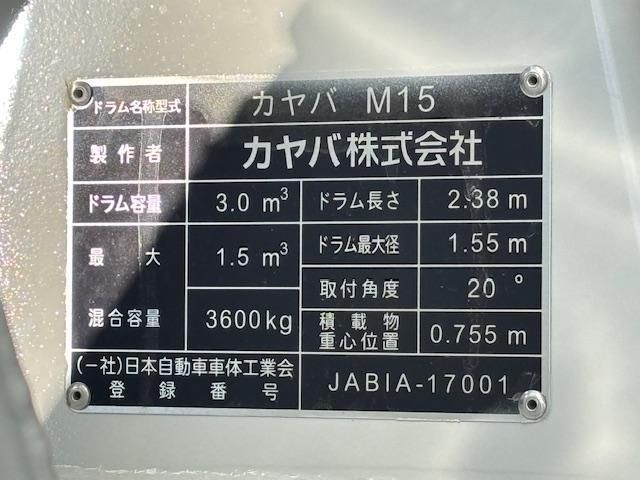 ドラム名称型式 カヤバ M15
製作者 カヤバ株式会社
ドラム容量 3.0 m³ ドラム長さ 2.38 m
最大 1.5 m³ ドラム最大径 1.55 m
取付角度 20°
混合容量 3600kg 積載物
重心位置 0.755 m
(一社)日本自動車車体工業会
登録番号 JABIA-17001